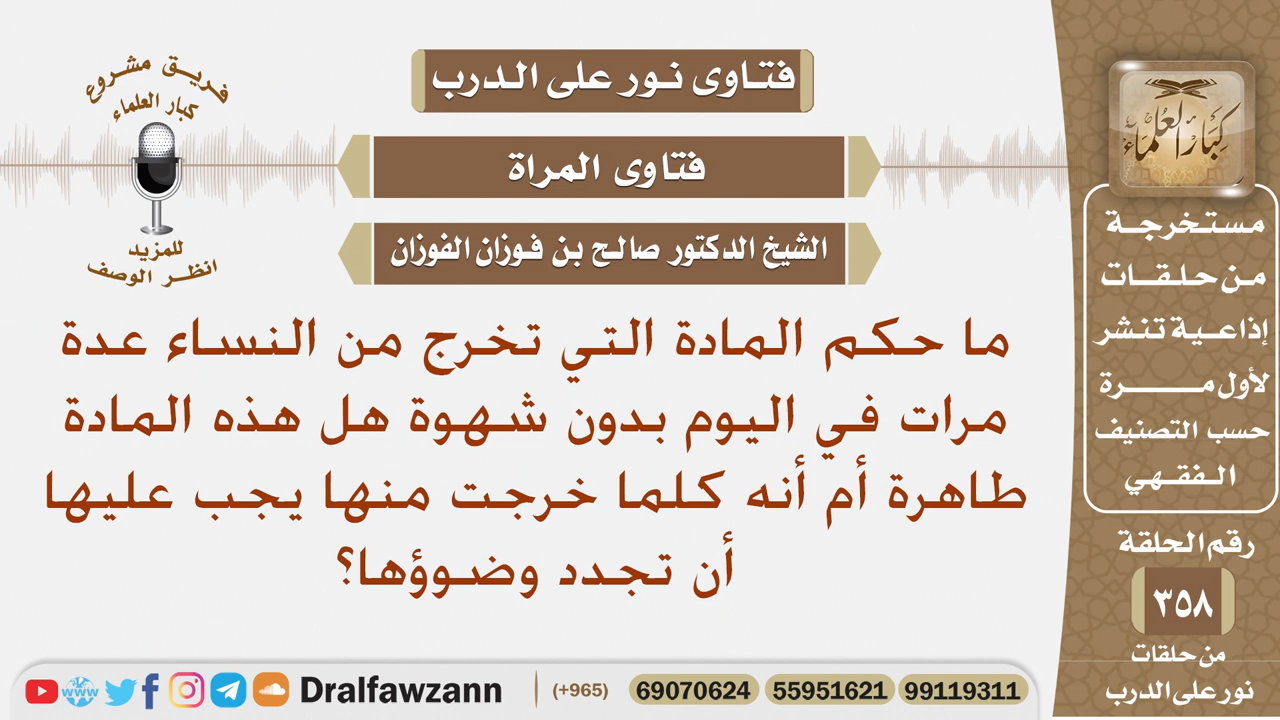 فتاوى نور على الدرب
فتاوى المراة
الشيخ الدكتور صالح بن فوزان الفوزان
ما حكم المادة التي تخرج من النساء عدة
مرات في اليوم بدون شهوة هل هذه المادة
طاهرة أم أنه كلما خرجت منها يجب عليها
أن تجدد وضوؤها؟
كبار العلماء
مستخرجة
من حلقات
إذاعية تنشر
لأول مرة
حسب التصنيف
الفقهي
رقم الحلقة
٣٥٨
من حلقات
نور على الدرب
فريق مشروع
كبار العلماء
للمزيد
انظر الوصف
www
Dralfawzann
(+965) 69070624 55951621 99119311